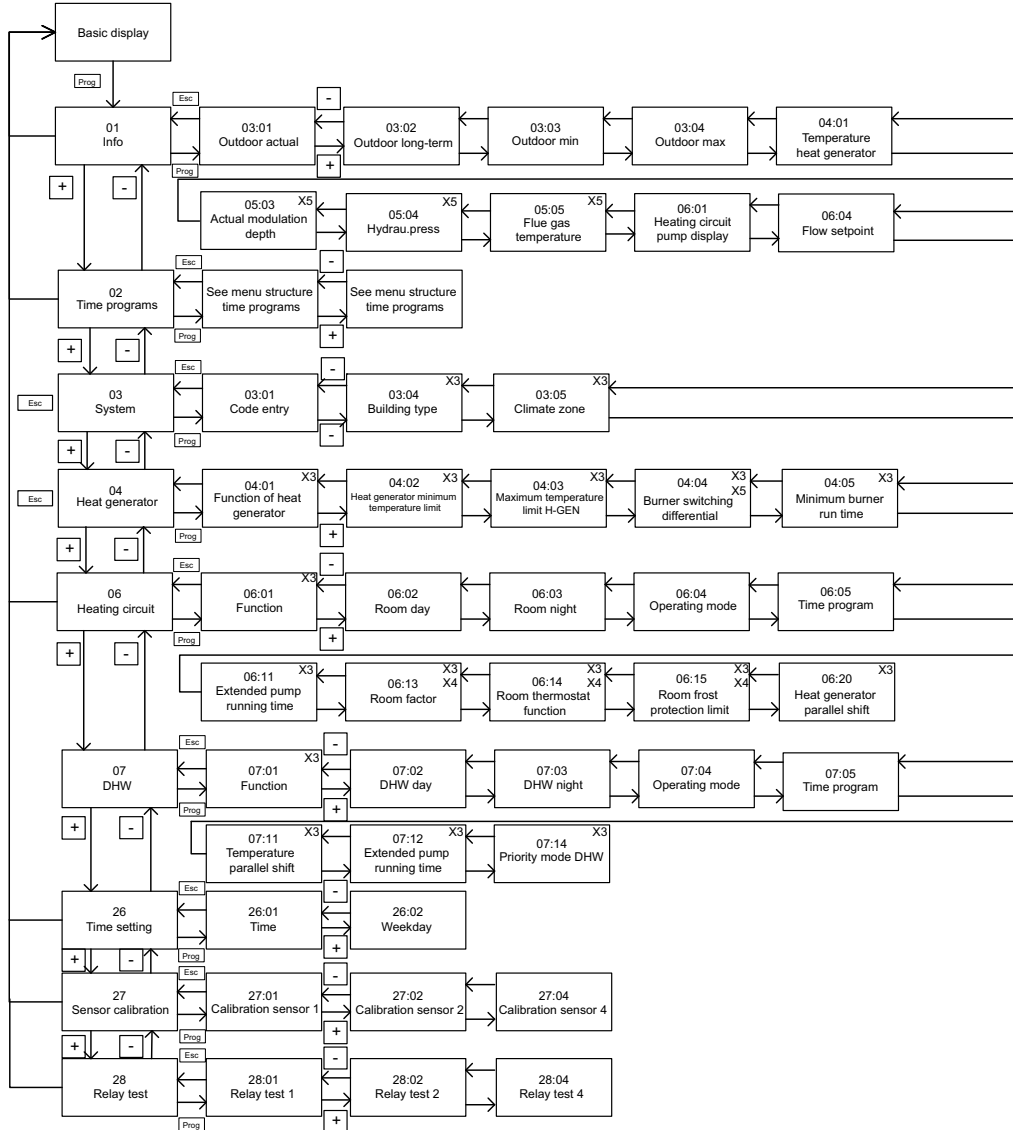 Basic display
Prog
Esc
-
01
Info
03:01
Outdoor actual
03:02
Outdoor long-term
03:03
Outdoor min
03:04
Outdoor max
04:01
Temperature
heat generator
Prog
+
+
-
05:03
X5
Actual modulation
depth
05:04
X5
Hydrau.press
05:05
X5
Flue gas
temperature
06:01
Heating circuit
pump display
06:04
Flow setpoint
Esc
-
02
Time programs
See menu structure
time programs
See menu structure
time programs
Prog
+
+
-
Esc
-
Esc
03
System
03:01
Code entry
03:04
X3
Building type
03:05
X3
Climate zone
Prog
-
+
-
Esc
04
Heat generator
04:01
X3
Function of heat
generator
04:02
X3
Heat generator minimum
temperature limit
04:03
X3
Maximum temperature
limit H-GEN
04:04
X3
X5
Burner switching
differential
04:05
X3
Minimum burner
run time
Prog
+
+
-
Esc
-
06
Heating circuit
06:01
X3
Function
06:02
Room day
06:03
Room night
06:04
Operating mode
06:05
Time program
Prog
+
+
-
06:11
X3
Extended pump
running time
06:13
X3
X4
Room factor
06:14
X3
X4
Room thermostat
function
06:15
X3
X4
Room frost
protection limit
06:20
X3
Heat generator
parallel shift
Esc
-
07
DHW
07:01
X3
Function
07:02
DHW day
07:03
DHW night
07:04
Operating mode
07:05
Time program
Prog
+
+
-
07:11
X3
Temperature
parallel shift
07:12
X3
Extended pump
running time
07:14
X3
Priority mode DHW
Esc
-
26
Time setting
26:01
Time
26:02
Weekday
Prog
+
+
-
Esc
-
27
Sensor calibration
27:01
Calibration sensor 1
27:02
Calibration sensor 2
27:04
Calibration sensor 4
Prog
+
+
-
Esc
-
28
Relay test
28:01
Relay test 1
28:02
Relay test 2
28:04
Relay test 4
Prog
+